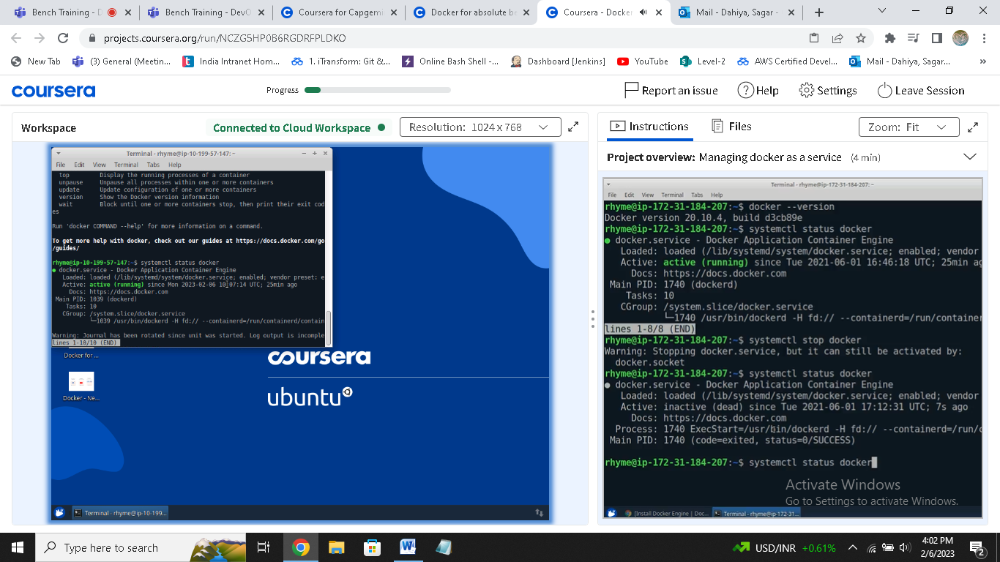 Bench Training - D
Bench Training - DevO
Coursera for Capgemi
Docker for absolute be
Coursera - Docker
Mail - Dahiya, Sagar -
projects.coursera.org/run/NCZG5HP0B6RGDRFPLDKO
New Tab
(3) General (Meetin...
India Intranet Hom...
1. iTransform: Git &...
Online Bash Shell -...
Dashboard [Jenkins]
YouTube
Level-2
AWS Certified Devel...
Mail - Dahiya, Sagar...
»
coursera
Progress
Report an issue
Help
Settings
Leave Session
Workspace
Connected to Cloud Workspace
Resolution: 1024 x 768
Terminal - rhyme@ip-10-199-57-147: ~
File Edit View Terminal Tabs Help
top Display the running processes of a container
unpause Unpause all processes within one or more containers
update Update configuration of one or more containers
version Show the Docker version information
wait Block until one or more containers stop, then print their exit cod
es
Run 'docker COMMAND --help' for more information on a command.
To get more help with docker, check out our guides at https://docs.docker.com/go
/guides/
rhyme@ip-10-199-57-147:~$ systemctl status docker
● docker.service - Docker Application Container Engine
Loaded: loaded (/lib/systemd/system/docker.service; enabled; vendor preset: e
Active: active (running) since Mon 2023-02-06 10:07:14 UTC; 25min ago
Docs: https://docs.docker.com
Main PID: 1039 (dockerd)
Tasks: 10
CGroup: /system.slice/docker.service
└─1039 /usr/bin/dockerd -H fd:// --containerd=/run/containerd/contain
Warning: Journal has been rotated since unit was started. Log output is incomple
lines 1-10/10 (END)
Docker for ...
Docker - Ne...
coursera
ubuntu
Terminal - rhyme@ip-10-199...
Instructions
Files
Zoom: Fit
Project overview: Managing docker as a service (4 min)
Terminal - rhyme@ip-172-31-184-207: ~
File Edit View Terminal Tabs Help
rhyme@ip-172-31-184-207:~$ docker --version
Docker version 20.10.4, build d3cb89e
rhyme@ip-172-31-184-207:~$ systemctl status docker
● docker.service - Docker Application Container Engine
Loaded: loaded (/lib/systemd/system/docker.service; enabled; vendor
Active: active (running) since Tue 2021-06-01 16:46:18 UTC; 25min ag
Docs: https://docs.docker.com
Main PID: 1740 (dockerd)
Tasks: 10
CGroup: /system.slice/docker.service
└─1740 /usr/bin/dockerd -H fd:// --containerd=/run/container
lines 1-8/8 (END)
rhyme@ip-172-31-184-207:~$ systemctl stop docker
Warning: Stopping docker.service, but it can still be activated by:
docker.socket
rhyme@ip-172-31-184-207:~$ systemctl status docker
● docker.service - Docker Application Container Engine
Loaded: loaded (/lib/systemd/system/docker.service; enabled; vendor
Active: inactive (dead) since Tue 2021-06-01 17:12:31 UTC; 7s ago
Docs: https://docs.docker.com
Process: 1740 ExecStart=/usr/bin/dockerd -H fd:// --containerd=/run/c
Main PID: 1740 (code=exited, status=0/SUCCESS)
rhyme@ip-172-31-184-207:~$ systemctl status docker
Activate Windows
Go to Settings to activate Windows.
[Install Docker Engine | Doc...
Terminal - rhyme@ip-172-31...
Type here to search
USD/INR +0.61%
4:02 PM
2/6/2023
2